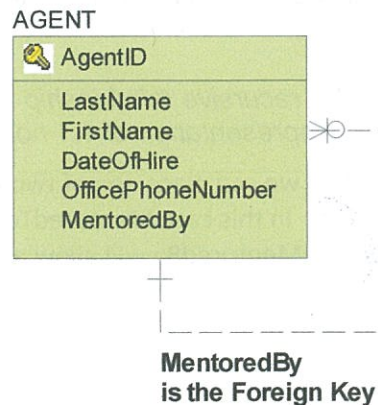 AGENT
AgentID
LastName
FirstName
DateOfHire
OfficePhoneNumber
MentoredBy
MentoredBy
is the Foreign Key